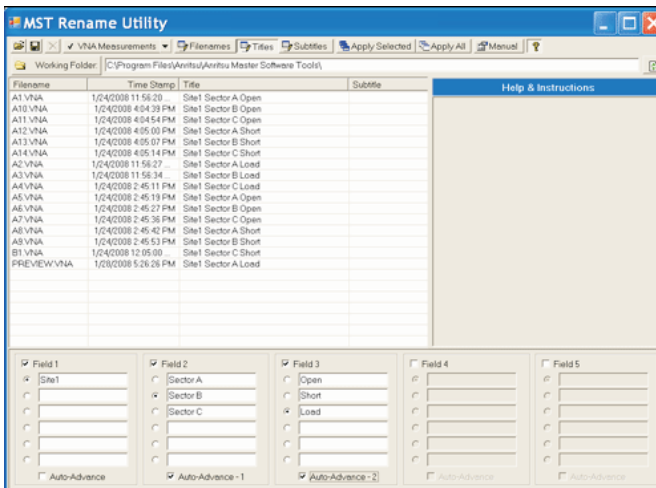 MST Rename Utility
VNA Measurements Filenames Titles Subtitles Apply Selected Apply All Manual ?
Working Folder: C:\Program Files\Anritsu\Anritsu Master Software Tools\
Filename Time Stamp Title Subtitle
Help & Instructions
A1.VNA 1/24/2008 11:56:20 ... Site1 Sector A Open
A10.VNA 1/24/2008 4:04:39 PM Site1 Sector B Open
A11.VNA 1/24/2008 4:04:54 PM Site1 Sector C Open
A12.VNA 1/24/2008 4:05:00 PM Site1 Sector A Short
A13.VNA 1/24/2008 4:05:07 PM Site1 Sector B Short
A14.VNA 1/24/2008 4:05:14 PM Site1 Sector C Short
A2.VNA 1/24/2008 11:56:27 ... Site1 Sector A Load
A3.VNA 1/24/2008 11:56:34 ... Site1 Sector B Load
A4.VNA 1/24/2008 2:45:11 PM Site1 Sector C Load
A5.VNA 1/24/2008 2:45:19 PM Site1 Sector A Open
A6.VNA 1/24/2008 2:45:27 PM Site1 Sector B Open
A7.VNA 1/24/2008 2:45:36 PM Site1 Sector C Open
A8.VNA 1/24/2008 2:45:42 PM Site1 Sector A Short
A9.VNA 1/24/2008 2:45:53 PM Site1 Sector B Short
B1.VNA 1/24/2008 12:05:00 ... Site1 Sector C Short
PREVIEW.VNA 1/28/2008 5:26:26 PM Site1 Sector A Load
Field 1 Field 2 Field 3 Field 4 Field 5
Site1 Sector A Open
Sector B Short
Sector C Load
Auto-Advance Auto-Advance - 1 Auto-Advance - 2 Auto-Advance Auto-Advance